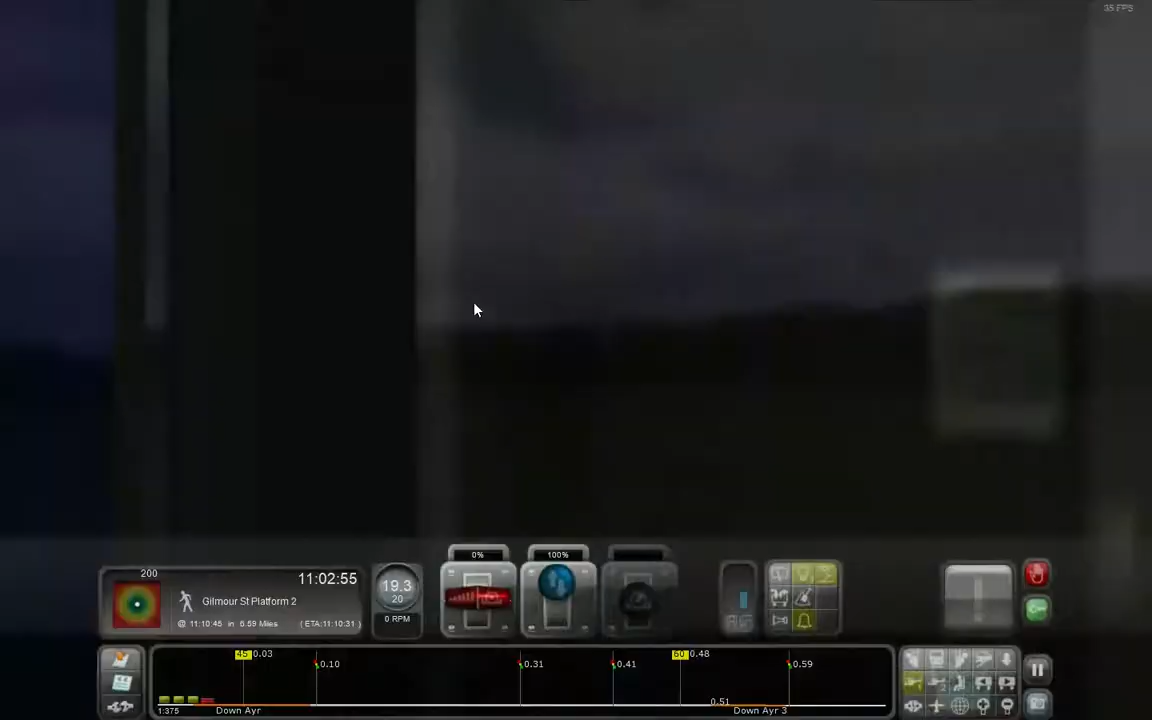 35 FPS
200
11:02:55
Gilmour St Platform 2
@ 11:10:46 in 6.69 Miles (ETA:11:10:31)
19.3
20
0 RPM
0%
100%
45 0.03
0.10
0.31
0.41
60 0.48
0.59
0.51
1:375
Down Ayr
Down Ayr 3